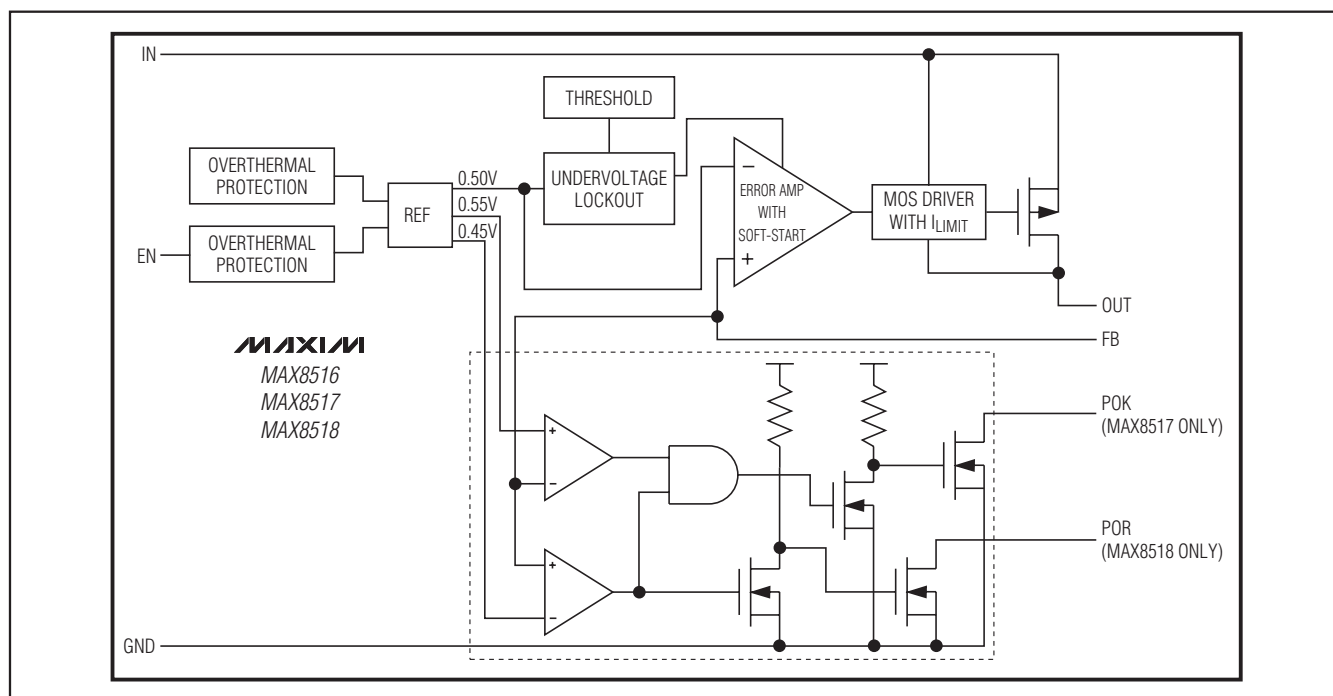 IN
THRESHOLD
OVERTHERMAL
PROTECTION
UNDERVOLTAGE
LOCKOUT
REF
0.50V
0.55V
0.45V
EN
OVERTHERMAL
PROTECTION
−
ERROR AMP
WITH
SOFT-START
+
MOS DRIVER
WITH ILIMIT
OUT
FB
MAXIM
MAX8516
MAX8517
MAX8518
+
−
POK
(MAX8517 ONLY)
+
−
POR
(MAX8518 ONLY)
GND